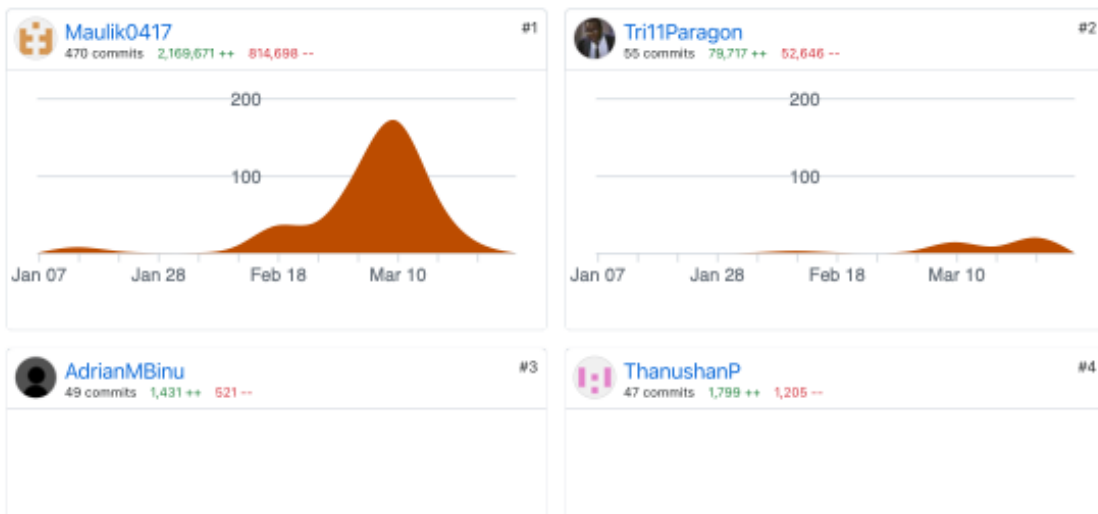 Maulik0417 #1
470 commits 2,169,671 ++ 814,698 --
200
100
Jan 07 Jan 28 Feb 18 Mar 10
Tri11Paragon #2
55 commits 79,717 ++ 52,646 --
200
100
Jan 07 Jan 28 Feb 18 Mar 10
AdrianMBinu #3
49 commits 1,431 ++ 521 --
ThanushanP #4
47 commits 1,799 ++ 1,205 --